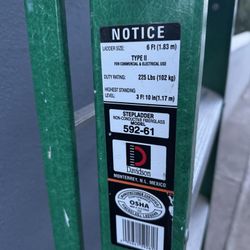 NOTICE
LADDER SIZE: 6 Ft (1.83 m)
TYPE II
FOR COMMERCIAL & ELECTRICAL USE
DUTY RATING: 225 Lbs (102 kg)
HIGHEST STANDING
LEVEL: 3 Ft 10 in (1.17 m)
STEPLADDER
NON-CONDUCTIVE FIBERGLASS
MODEL
592-61
Davidson
MONTERREY, N.L. MEXICO
OSHA